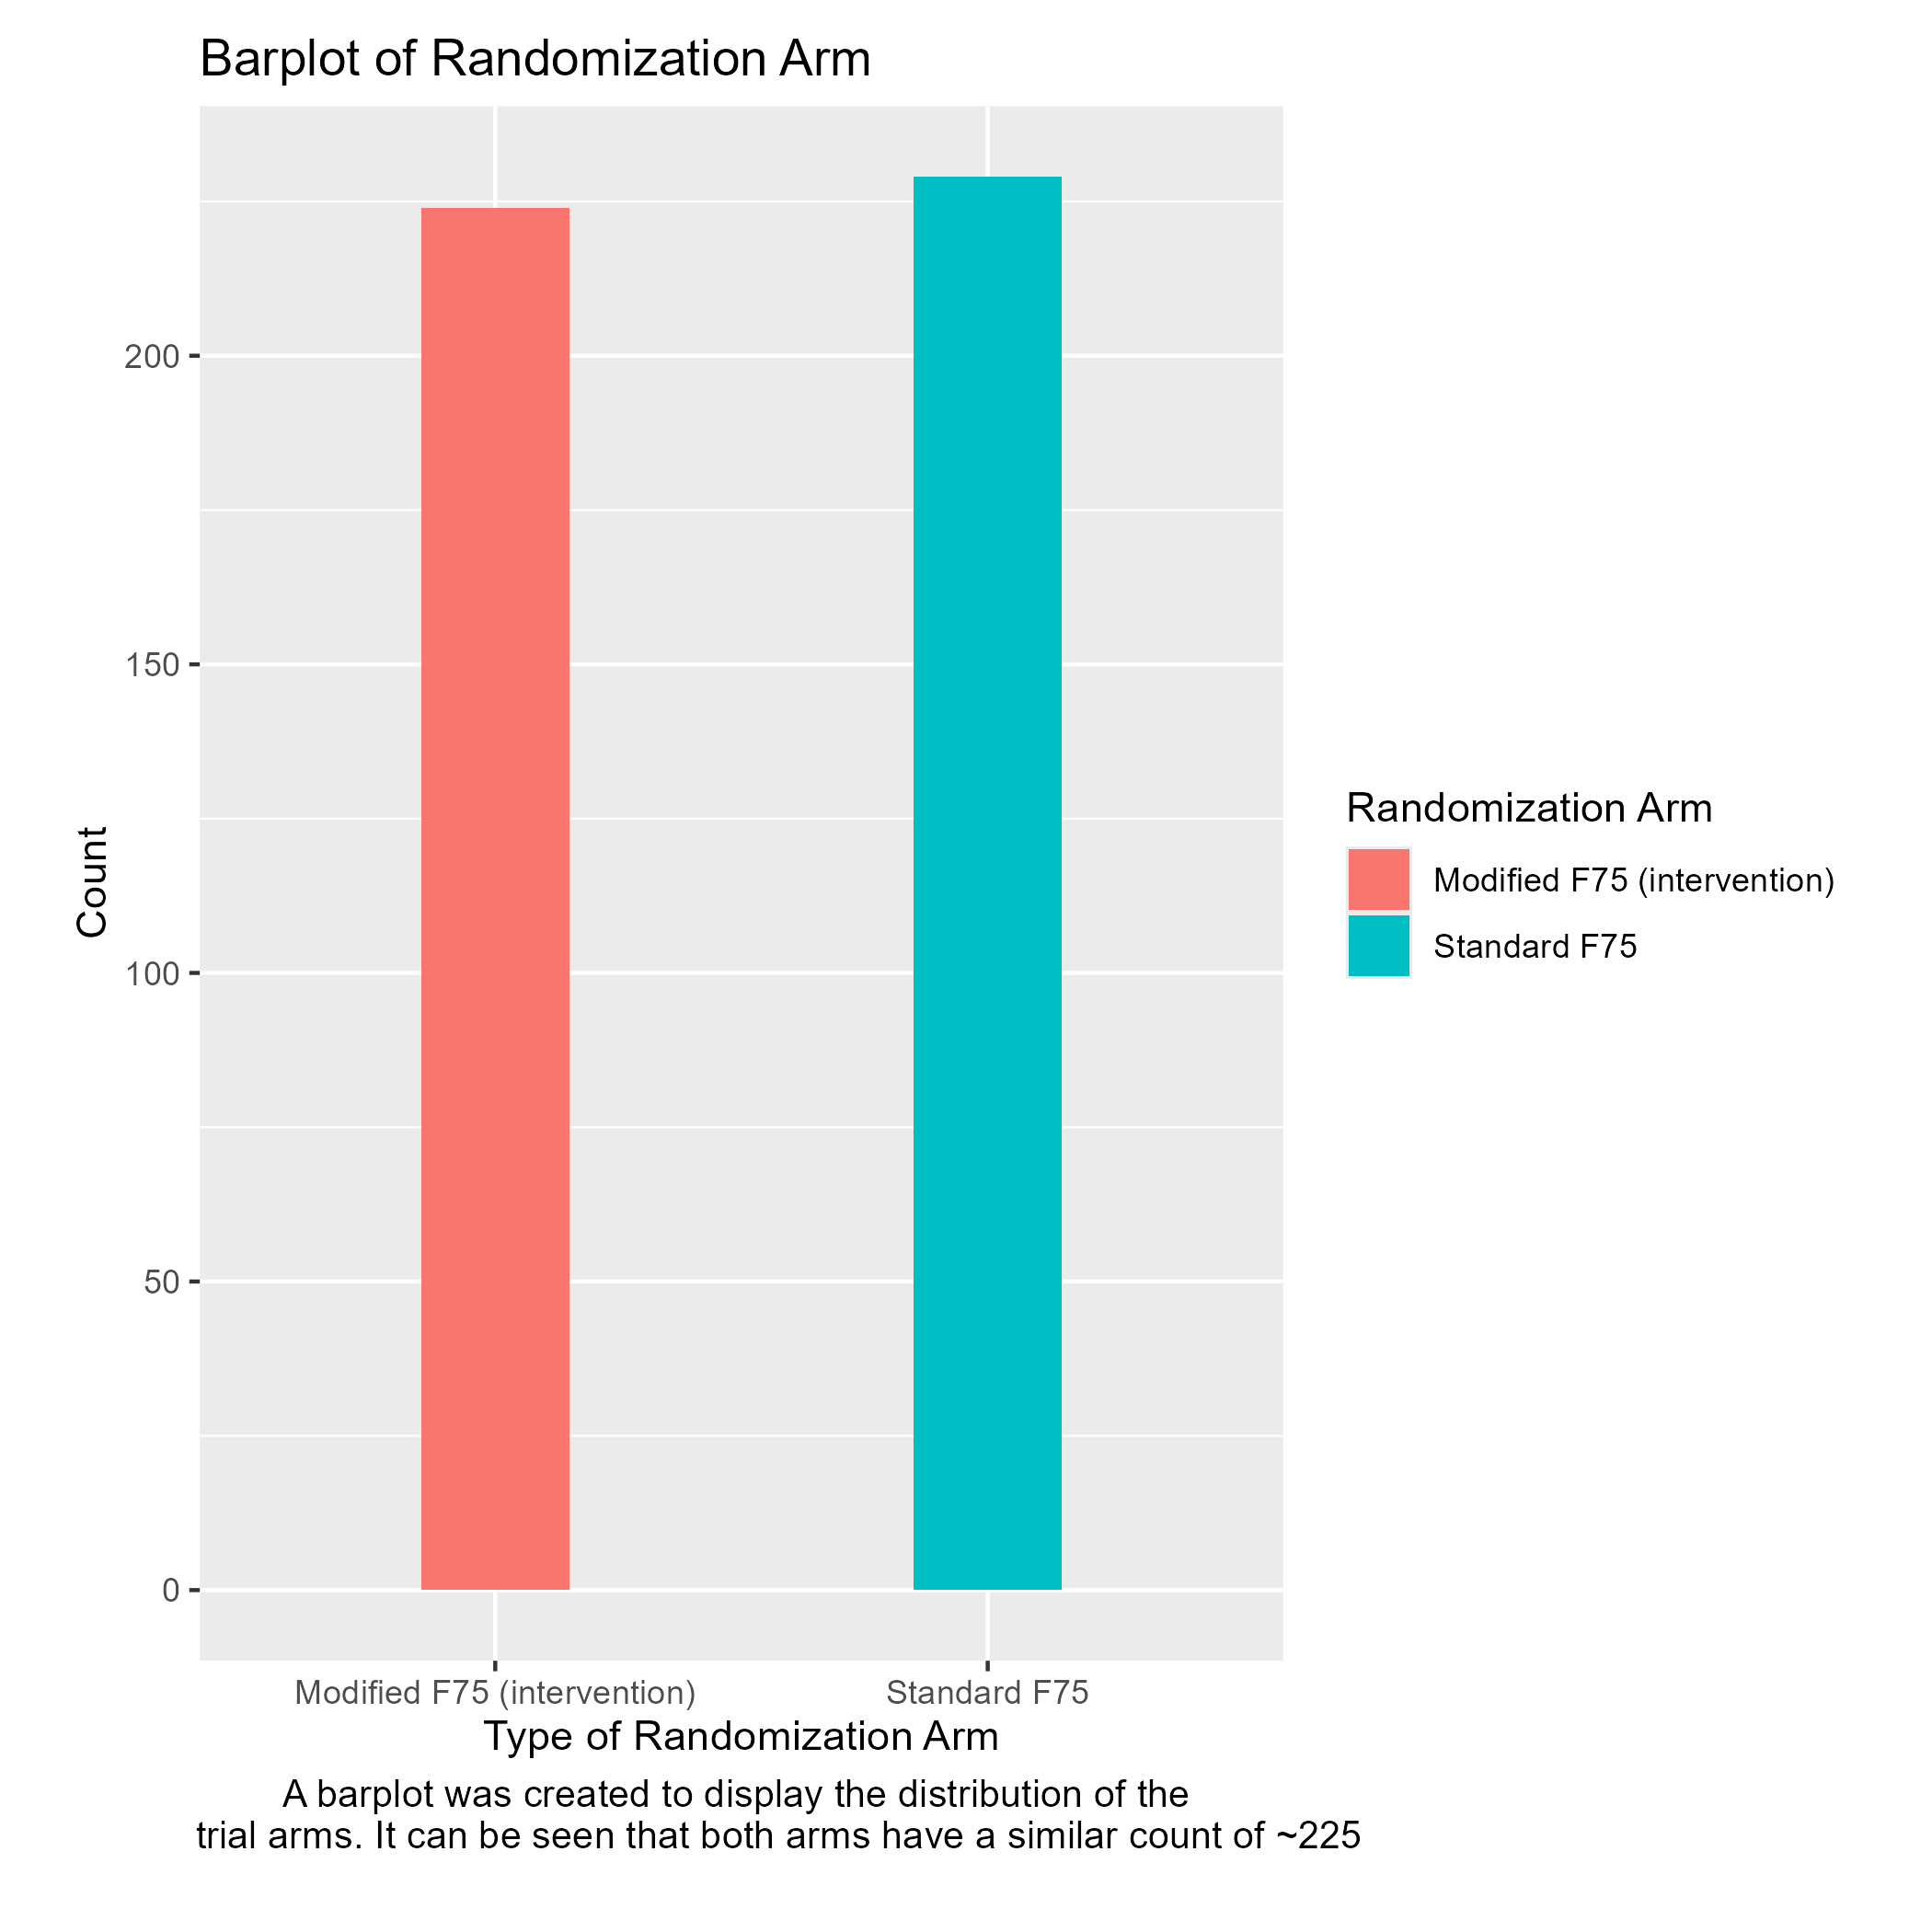 Barplot of Randomization Arm
200
150
100
50
0
Count
Modified F75 (intervention)
Standard F75
Type of Randomization Arm
A barplot was created to display the distribution of the
trial arms. It can be seen that both arms have a similar count of ~225
Randomization Arm
Modified F75 (intervention)
Standard F75